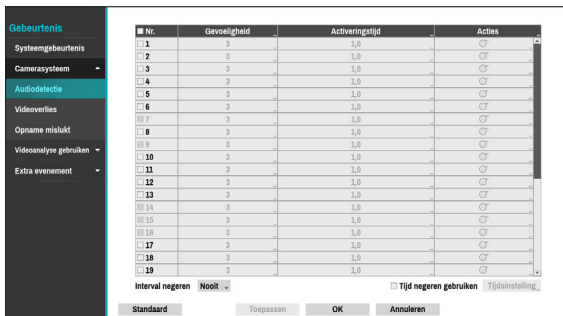 Gebeurtenis
Systeemgebeurtenis
Camerasysteem
Audiodetectie
Videoverlies
Opname mislukt
Videoanalyse gebruiken
Extra evenement
Nr. Gevoeligheid Activeringstijd Acties
1 3 1,0
2 3 1,0
3 3 1,0
4 3 1,0
5 3 1,0
6 3 1,0
7 3 1,0
8 3 1,0
9 3 1,0
10 3 1,0
11 3 1,0
12 3 1,0
13 3 1,0
14 3 1,0
15 3 1,0
16 3 1,0
17 3 1,0
18 3 1,0
19 3 1,0
Interval negeren Nooit Tijd negeren gebruiken Tijdsinstelling
Standaard Toepassen OK Annuleren